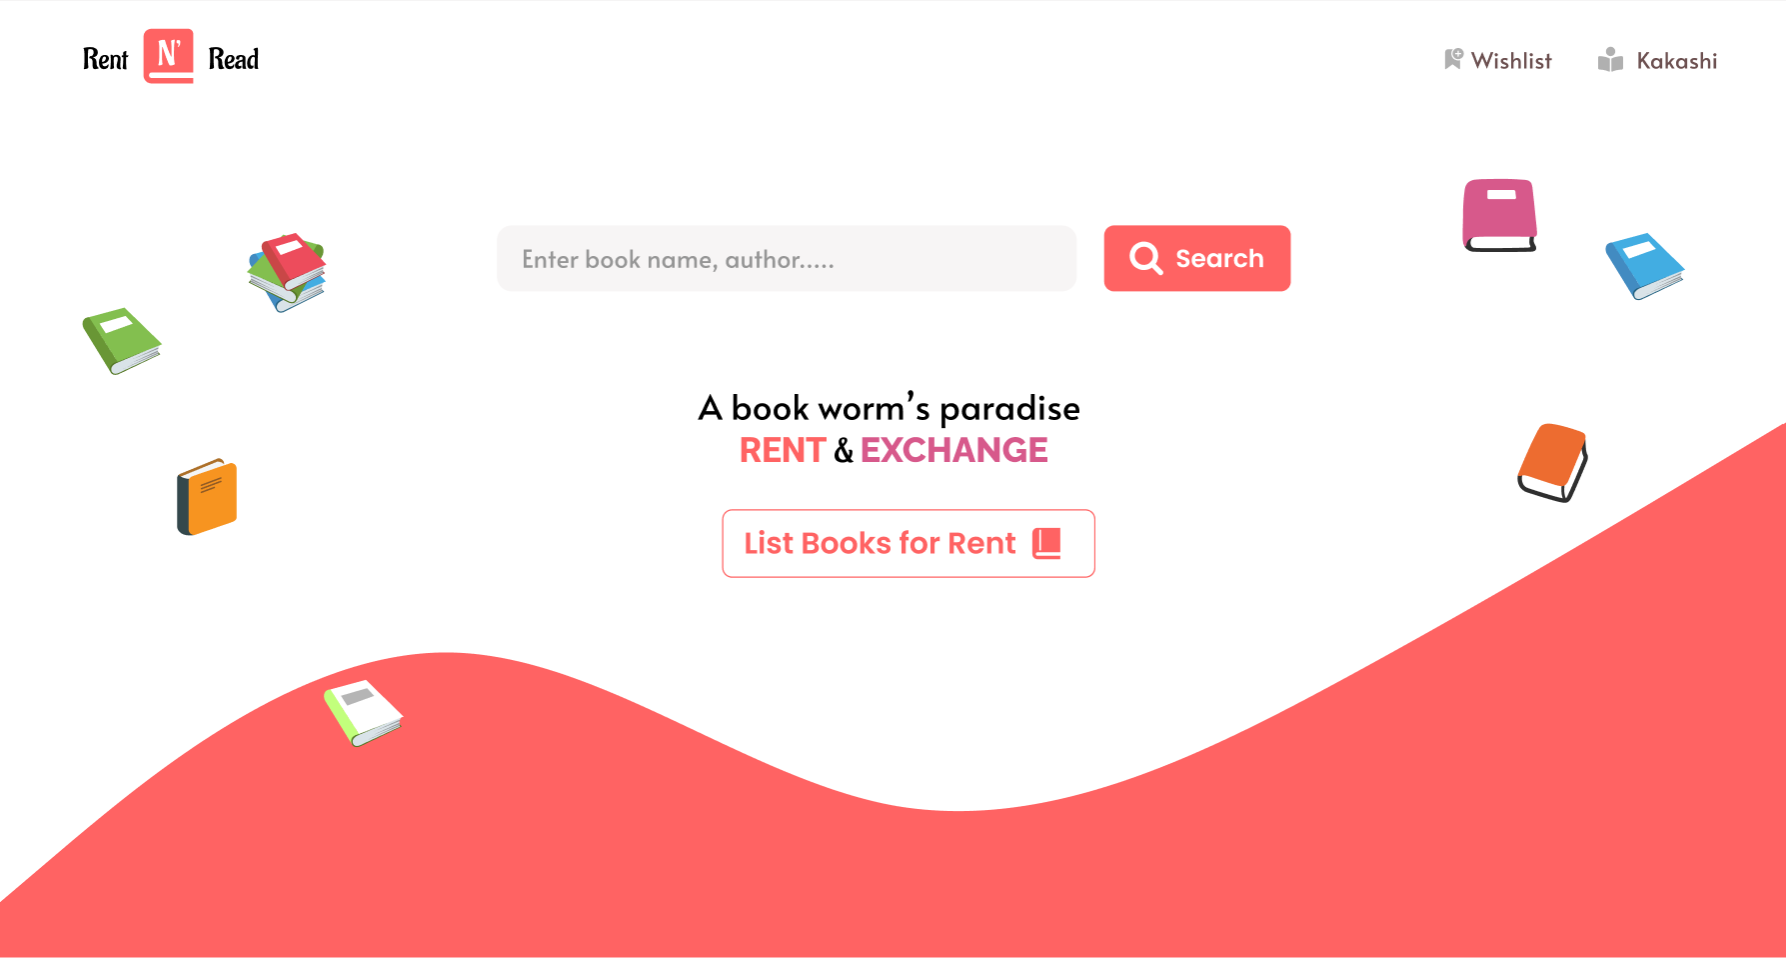 Rent N’ Read
Wishlist
Kakashi
Enter book name, author.....
Search
A book worm’s paradise
RENT & EXCHANGE
List Books for Rent